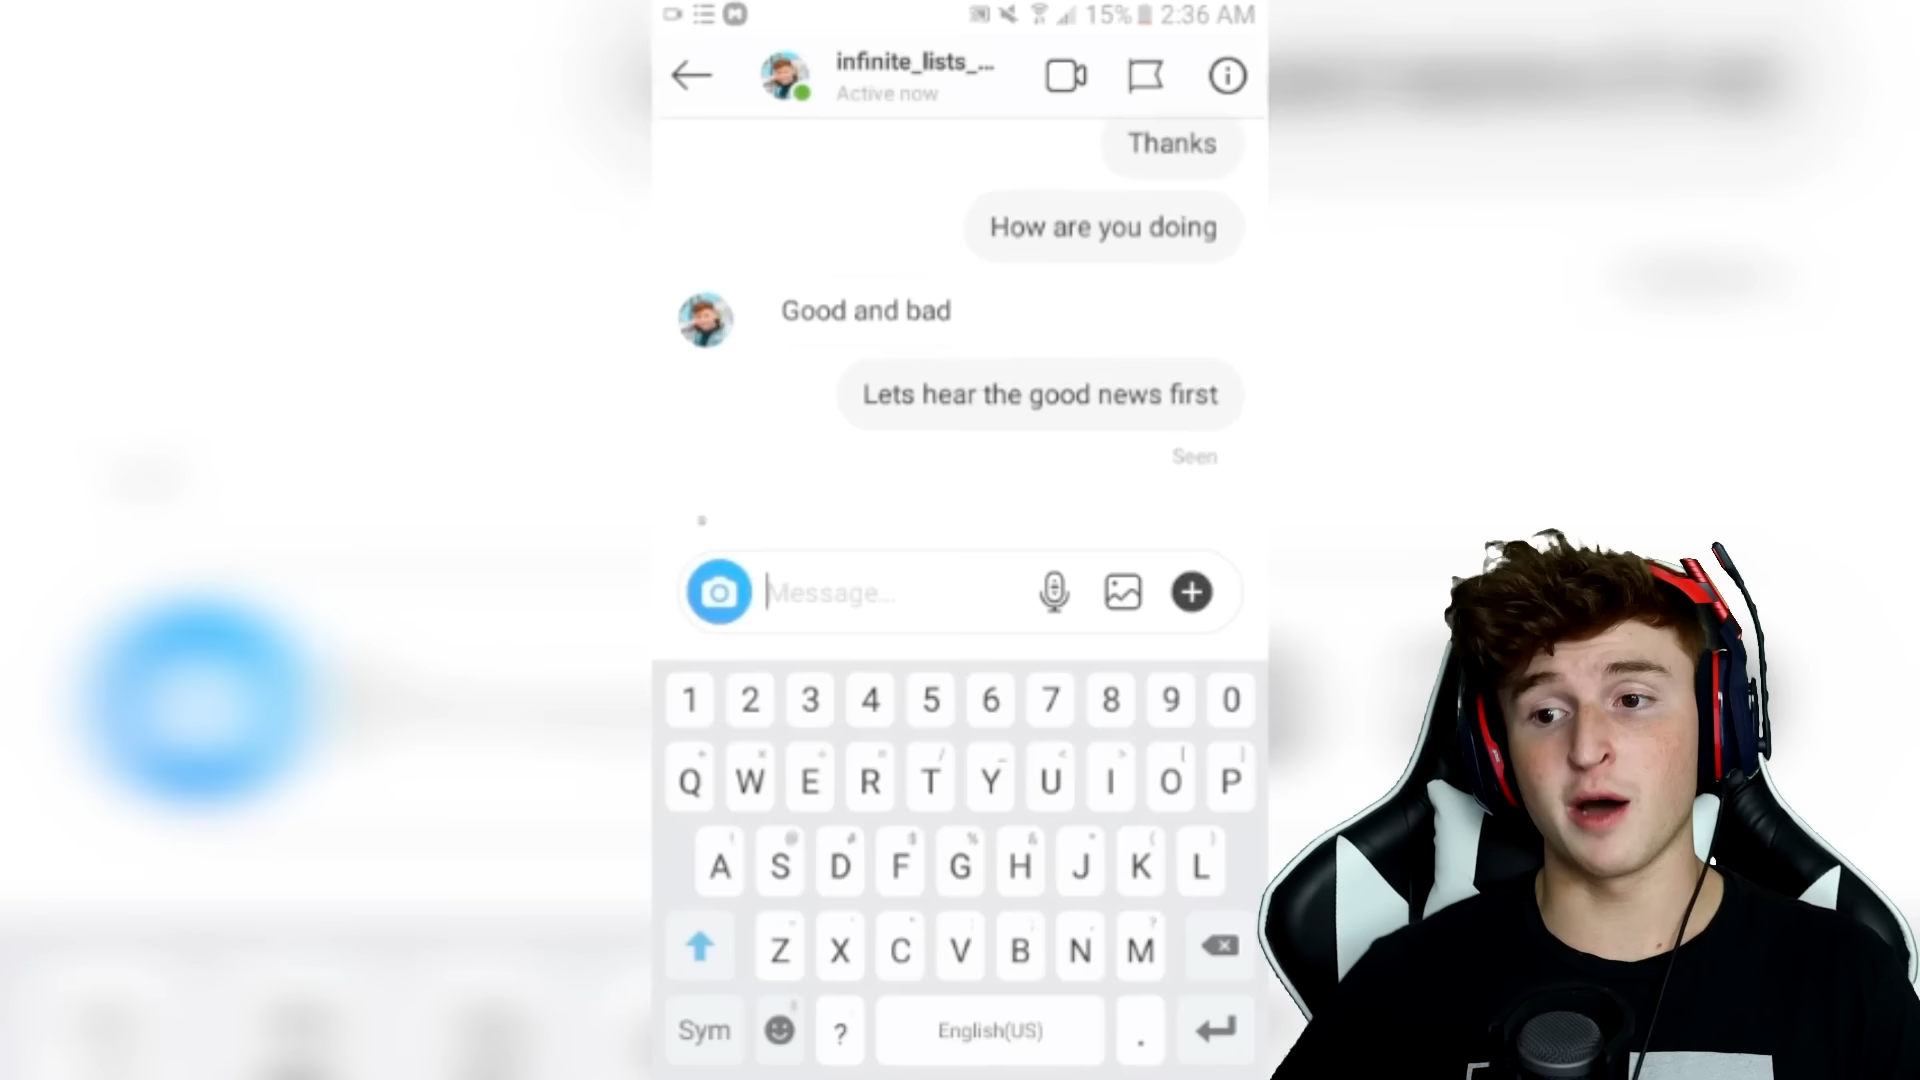 15% 2:36 AM
infinite_lists_...
Active now
Thanks
How are you doing
Good and bad
Lets hear the good news first
Seen
Message...
1 2 3 4 5 6 7 8 9 0
Q W E R T Y U I O P
A S D F G H J K L
Z X C V B N M
Sym ? English(US) .